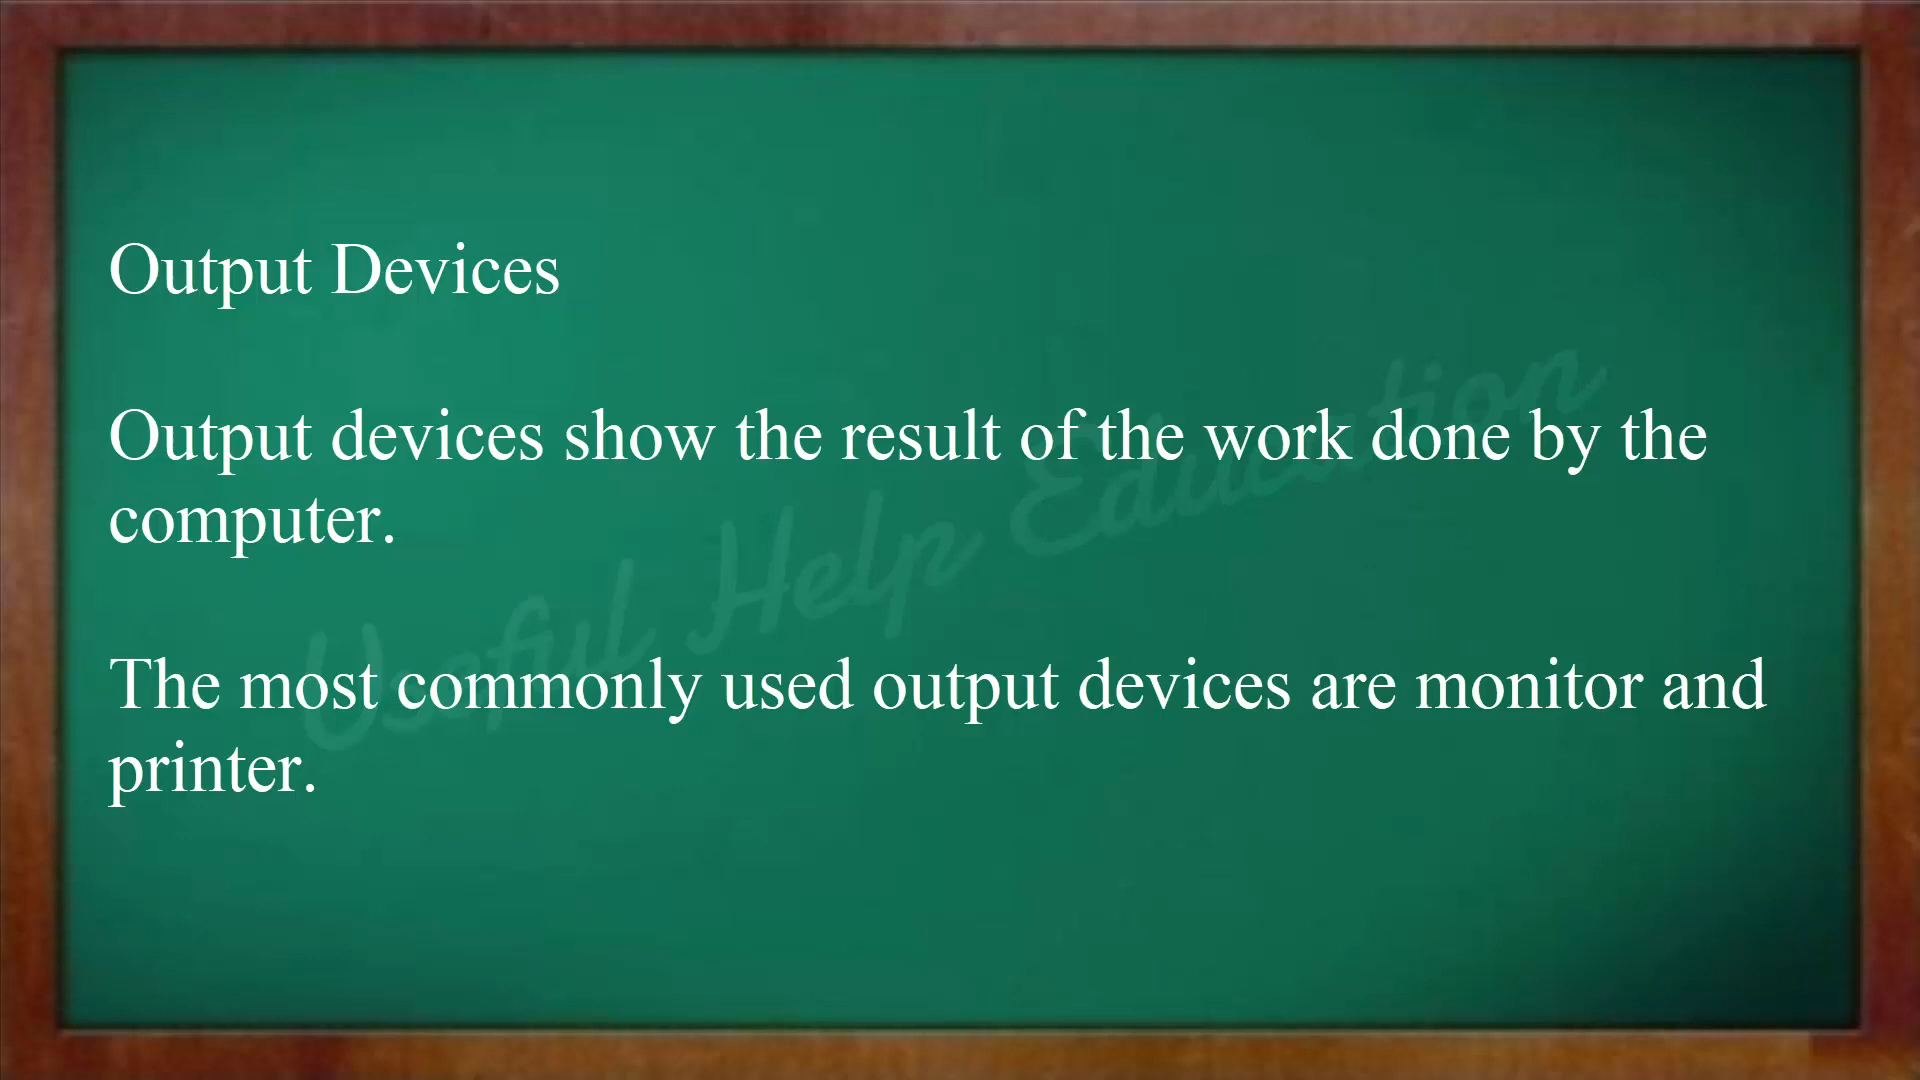 Output Devices
Output devices show the result of the work done by the
computer.
The most commonly used output devices are monitor and
printer.
Useful Help Education